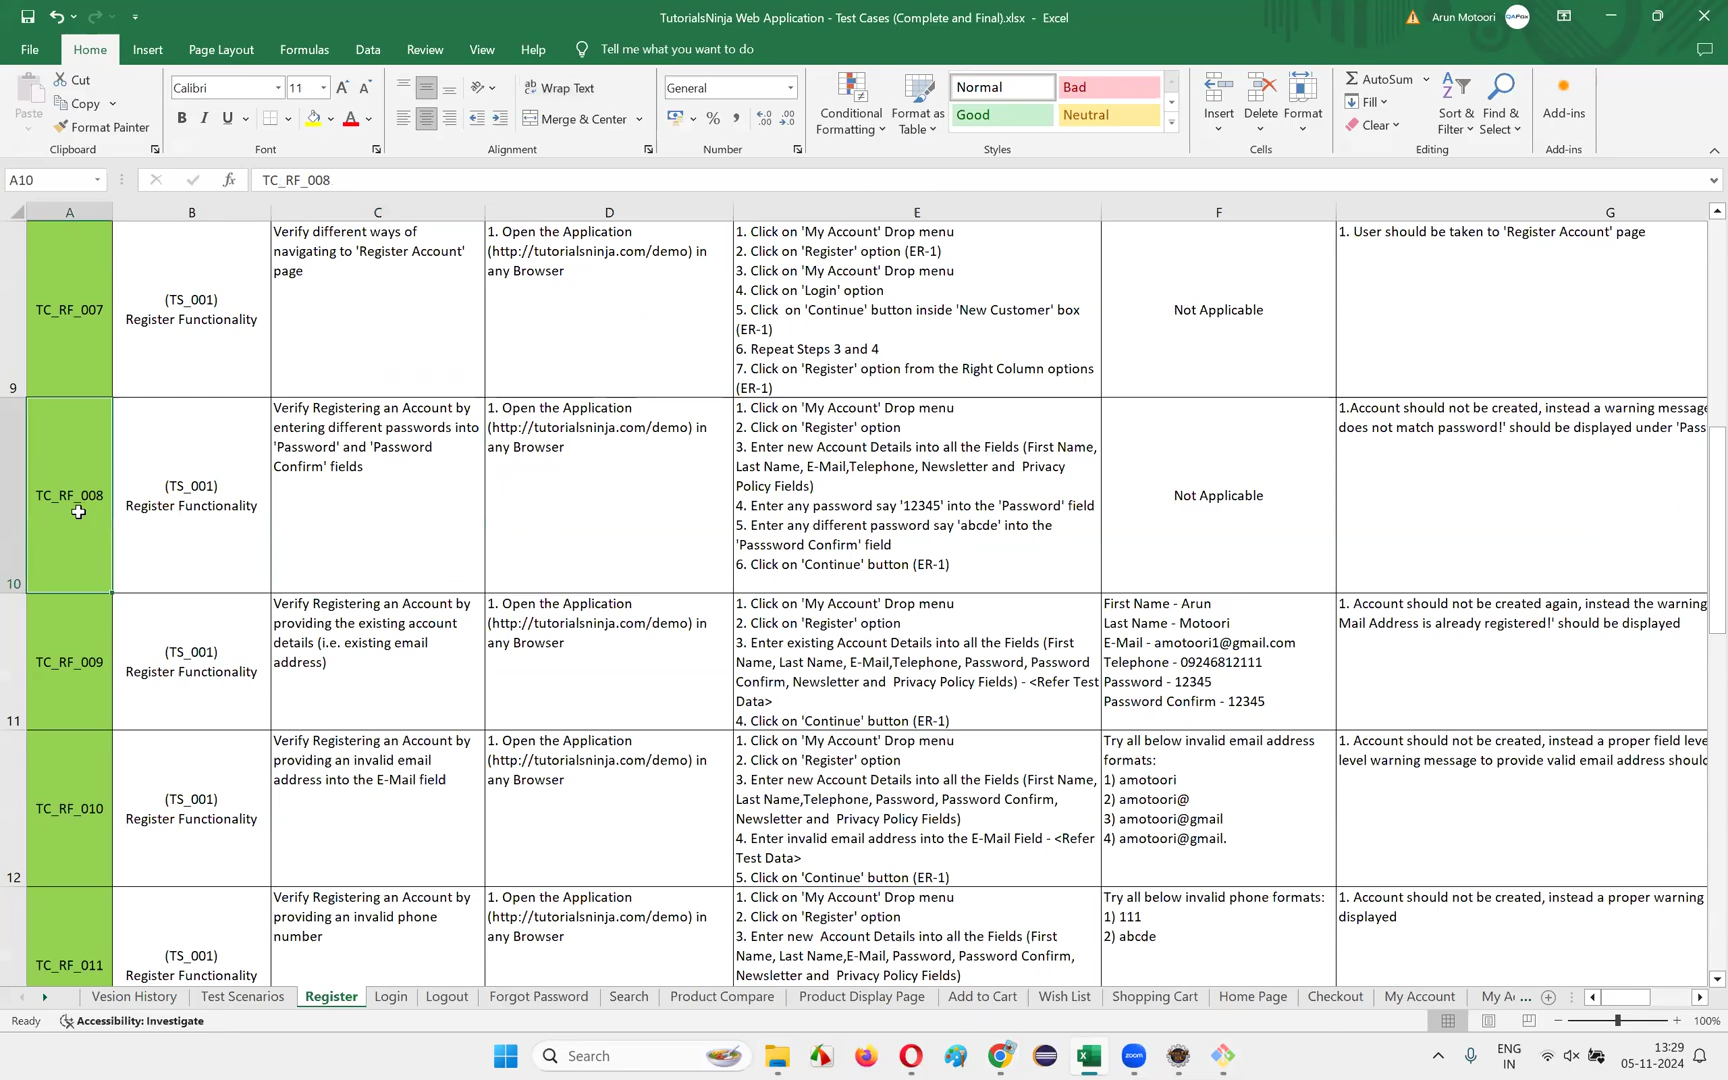 TutorialsNinja Web Application - Test Cases (Complete and Final).xlsx - Excel
Arun Motoori
File Home Insert Page Layout Formulas Data Review View Help Tell me what you want to do
Paste
Cut
Copy
Format Painter
Clipboard
Calibri 11
B I U
Font
Wrap Text
Merge & Center
Alignment
General
Number
Conditional Formatting
Format as Table
Normal Bad
Good Neutral
Styles
Insert Delete Format
Cells
AutoSum
Fill
Clear
Sort & Filter
Find & Select
Editing
Add-ins
Add-ins
A10 fx TC_RF_008
A B C D E F G
9
TC_RF_007
(TS_001)
Register Functionality
Verify different ways of
navigating to 'Register Account'
page
1. Open the Application
(http://tutorialsninja.com/demo) in
any Browser
1. Click on 'My Account' Drop menu
2. Click on 'Register' option (ER-1)
3. Click on 'My Account' Drop menu
4. Click on 'Login' option
5. Click on 'Continue' button inside 'New Customer' box
(ER-1)
6. Repeat Steps 3 and 4
7. Click on 'Register' option from the Right Column options
(ER-1)
Not Applicable
1. User should be taken to 'Register Account' page
10
TC_RF_008
(TS_001)
Register Functionality
Verify Registering an Account by
entering different passwords into
'Password' and 'Password
Confirm' fields
1. Open the Application
(http://tutorialsninja.com/demo) in
any Browser
1. Click on 'My Account' Drop menu
2. Click on 'Register' option
3. Enter new Account Details into all the Fields (First Name,
Last Name, E-Mail,Telephone, Newsletter and Privacy
Policy Fields)
4. Enter any password say '12345' into the 'Password' field
5. Enter any different password say 'abcde' into the
'Passsword Confirm' field
6. Click on 'Continue' button (ER-1)
Not Applicable
1.Account should not be created, instead a warning message
does not match password!' should be displayed under 'Pass
11
TC_RF_009
(TS_001)
Register Functionality
Verify Registering an Account by
providing the existing account
details (i.e. existing email
address)
1. Open the Application
(http://tutorialsninja.com/demo) in
any Browser
1. Click on 'My Account' Drop menu
2. Click on 'Register' option
3. Enter existing Account Details into all the Fields (First
Name, Last Name, E-Mail,Telephone, Password, Password
Confirm, Newsletter and Privacy Policy Fields) - <Refer Test
Data>
4. Click on 'Continue' button (ER-1)
First Name - Arun
Last Name - Motoori
E-Mail - amotoori1@gmail.com
Telephone - 09246812111
Password - 12345
Password Confirm - 12345
1. Account should not be created again, instead the warning
Mail Address is already registered!' should be displayed
12
TC_RF_010
(TS_001)
Register Functionality
Verify Registering an Account by
providing an invalid email
address into the E-Mail field
1. Open the Application
(http://tutorialsninja.com/demo) in
any Browser
1. Click on 'My Account' Drop menu
2. Click on 'Register' option
3. Enter new Account Details into all the Fields (First Name,
Last Name,Telephone, Password, Password Confirm,
Newsletter and Privacy Policy Fields)
4. Enter invalid email address into the E-Mail Field - <Refer
Test Data>
5. Click on 'Continue' button (ER-1)
Try all below invalid email address
formats:
1) amotoori
2) amotoori@
3) amotoori@gmail
4) amotoori@gmail.
1. Account should not be created, instead a proper field leve
level warning message to provide valid email address shoul
TC_RF_011
(TS_001)
Register Functionality
Verify Registering an Account by
providing an invalid phone
number
1. Open the Application
(http://tutorialsninja.com/demo) in
any Browser
1. Click on 'My Account' Drop menu
2. Click on 'Register' option
3. Enter new Account Details into all the Fields (First
Name, Last Name,E-Mail, Password, Password Confirm,
Newsletter and Privacy Policy Fields)
Try all below invalid phone formats:
1) 111
2) abcde
1. Account should not be created, instead a proper warning
displayed
Vesion History Test Scenarios Register Login Logout Forgot Password Search Product Compare Product Display Page Add to Cart Wish List Shopping Cart Home Page Checkout My Account My Ac ...
Ready Accessibility: Investigate 100%
Search
zoom
ENG
IN
13:29
05-11-2024